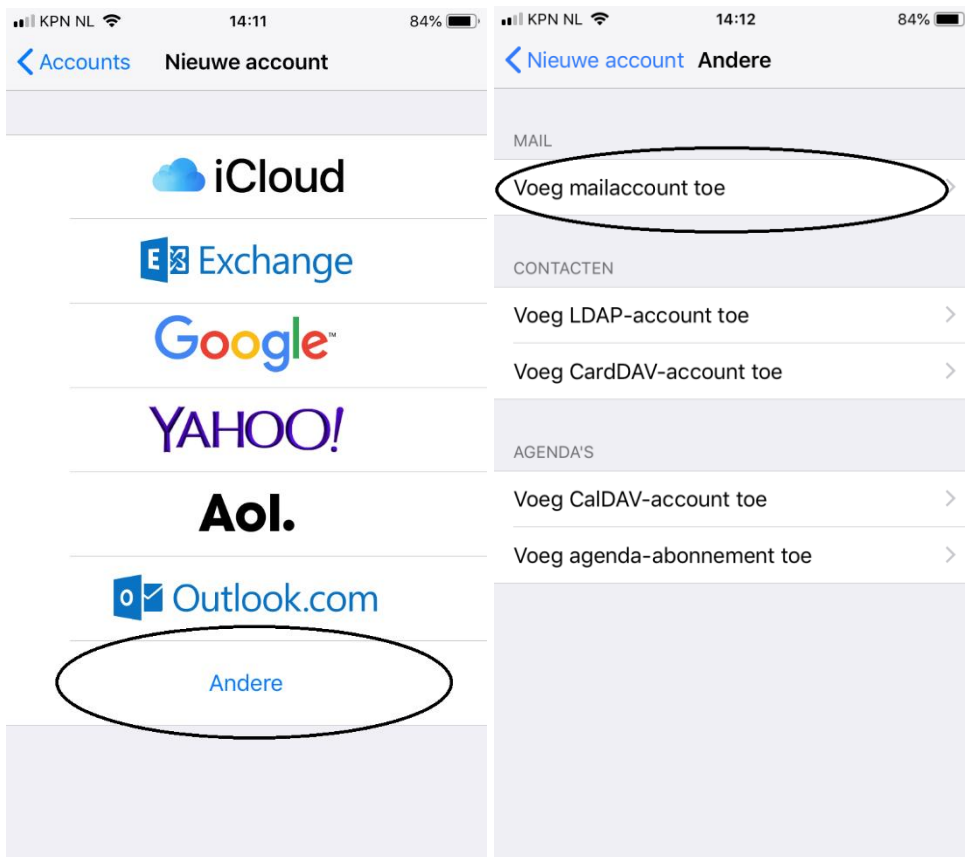 KPN NL 14:11 84%
Accounts Nieuwe account
iCloud
E Exchange
Google™
YAHOO!
Aol.
o Outlook.com
Andere
KPN NL 14:12 84%
Nieuwe account Andere
MAIL
Voeg mailaccount toe
CONTACTEN
Voeg LDAP-account toe
Voeg CardDAV-account toe
AGENDA'S
Voeg CalDAV-account toe
Voeg agenda-abonnement toe